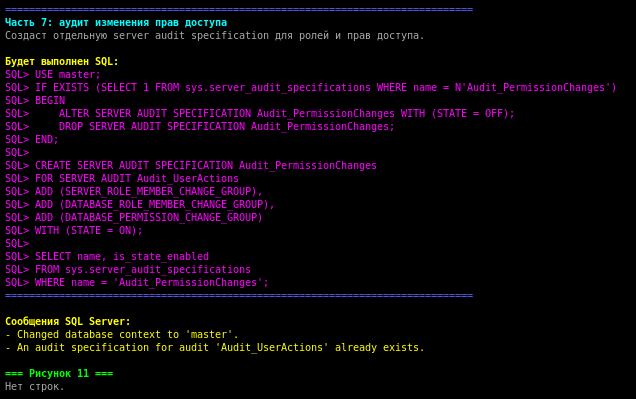 ==============================================================================
Часть 7: аудит изменения прав доступа
Создаст отдельную server audit specification для ролей и прав доступа.
Будет выполнен SQL:
SQL> USE master;
SQL> IF EXISTS (SELECT 1 FROM sys.server_audit_specifications WHERE name = N'Audit_PermissionChanges')
SQL> BEGIN
SQL>     ALTER SERVER AUDIT SPECIFICATION Audit_PermissionChanges WITH (STATE = OFF);
SQL>     DROP SERVER AUDIT SPECIFICATION Audit_PermissionChanges;
SQL> END;
SQL>
SQL> CREATE SERVER AUDIT SPECIFICATION Audit_PermissionChanges
SQL> FOR SERVER AUDIT Audit_UserActions
SQL> ADD (SERVER_ROLE_MEMBER_CHANGE_GROUP),
SQL> ADD (DATABASE_ROLE_MEMBER_CHANGE_GROUP),
SQL> ADD (DATABASE_PERMISSION_CHANGE_GROUP)
SQL> WITH (STATE = ON);
SQL>
SQL> SELECT name, is_state_enabled
SQL> FROM sys.server_audit_specifications
SQL> WHERE name = 'Audit_PermissionChanges';
==============================================================================
Сообщения SQL Server:
- Changed database context to 'master'.
- An audit specification for audit 'Audit_UserActions' already exists.
=== Рисунок 11 ===
Нет строк.